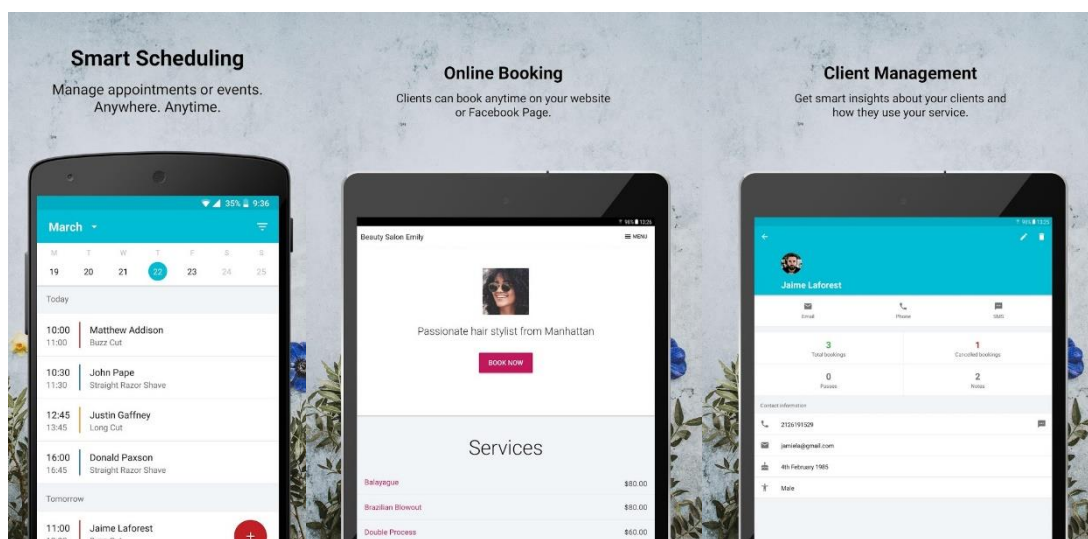 Smart Scheduling
Manage appointments or events.
Anywhere. Anytime.
35% 9:36
March
M T W T F S S
19 20 21 22 23 24 25
Today
10:00 Matthew Addison
11:00 Buzz Cut
10:30 John Pape
11:30 Straight Razor Shave
12:45 Justin Gaffney
13:45 Long Cut
16:00 Donald Paxson
16:45 Straight Razor Shave
Tomorrow
11:00 Jaime Laforest
+
Online Booking
Clients can book anytime on your website
or Facebook Page.
Beauty Salon Emily MENU
Passionate hair stylist from Manhattan
BOOK NOW
Services
Balayague $80.00
Brazilian Blowout $80.00
Double Process $60.00
Client Management
Get smart insights about your clients and
how they use your service.
Jaime Laforest
Email Phone SMS
3 1
Total bookings Cancelled bookings
0 2
Passes Notes
Contact information
2126191529
jamiela@gmail.com
4th February 1985
Male